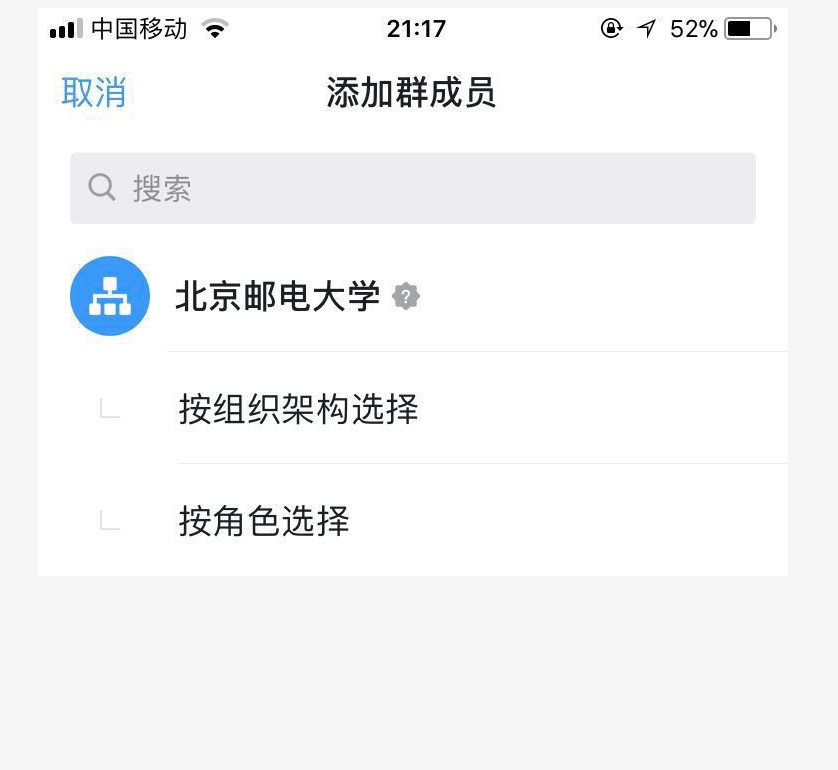 中国移动 21:17 52%
取消 添加群成员
搜索
北京邮电大学 ?
按组织架构选择
按角色选择